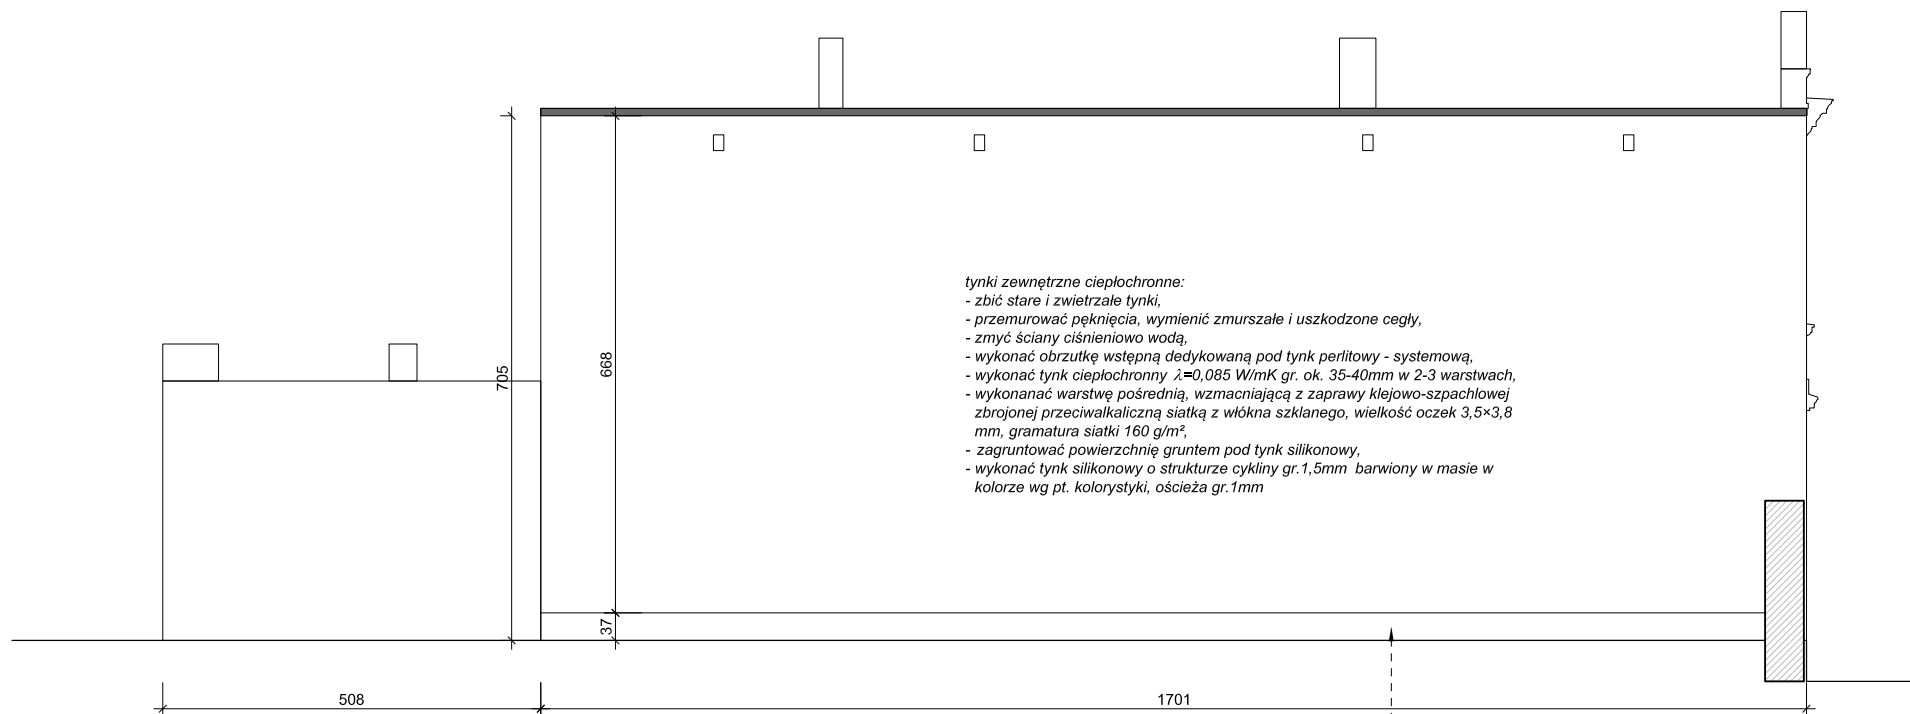 tynki zewnętrzne ciepłochronne:
- zbić stare i zwietrzałe tynki,
- przemurować pęknięcia, wymienić zmurszałe i uszkodzone cegły,
- zmyć ściany ciśnieniowo wodą,
- wykonać obrzutkę wstępną dedykowaną pod tynk perlitowy - systemową,
- wykonać tynk ciepłochronny λ=0,085 W/mK gr. ok. 35-40mm w 2-3 warstwach,
- wykonanać warstwę pośrednią, wzmacniającą z zaprawy klejowo-szpachlowej
zbrojonej przeciwalkaliczną siatką z włókna szklanego, wielkość oczek 3,5×3,8
mm, gramatura siatki 160 g/m²,
- zagruntować powierzchnię gruntem pod tynk silikonowy,
- wykonać tynk silikonowy o strukturze cykliny gr.1,5mm barwiony w masie w
kolorze wg pt. kolorystyki, ościeża gr.1mm
705
668
37
508
1701